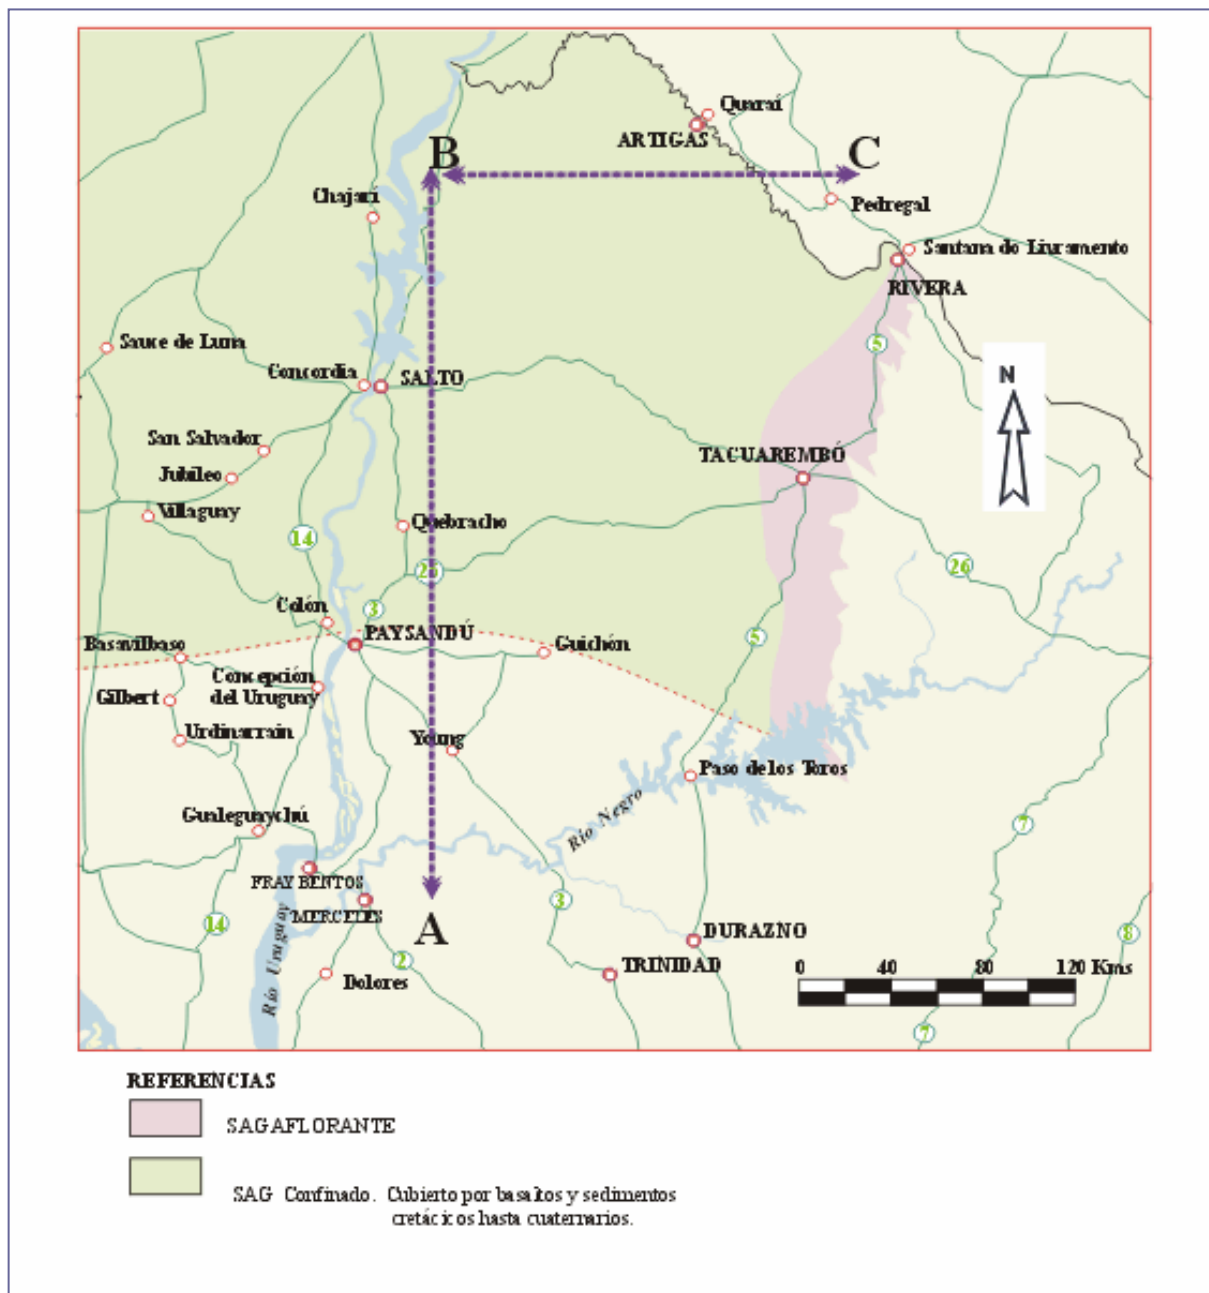 Quaraí
ARTIGAS
B
C
Chajarí
Pedregal
Santana do Livramento
RIVERA
Sauce de Luna
5
N
Concordia
SALTO
San Salvador
TACUAREMBÓ
Jubileo
Villaguay
Quebracho
14
26
26
Colón
3
PAYSANDÚ
5
Basavilbaso
Guichón
Concepción
del Uruguay
Gilbert
Urdinarrain
Young
Paso de los Toros
Gualeguaychú
Río Negro
7
FRAY BENTOS
MERCEDES
3
14
A
DURAZNO
8
Río Uruguay
2
TRINIDAD
0 40 80 120 Kms
Dolores
7
REFERENCIAS
SAGAFLORANTE
SAG Confinado. Cubierto por basaltos y sedimentos
cretácicos hasta cuaternarios.